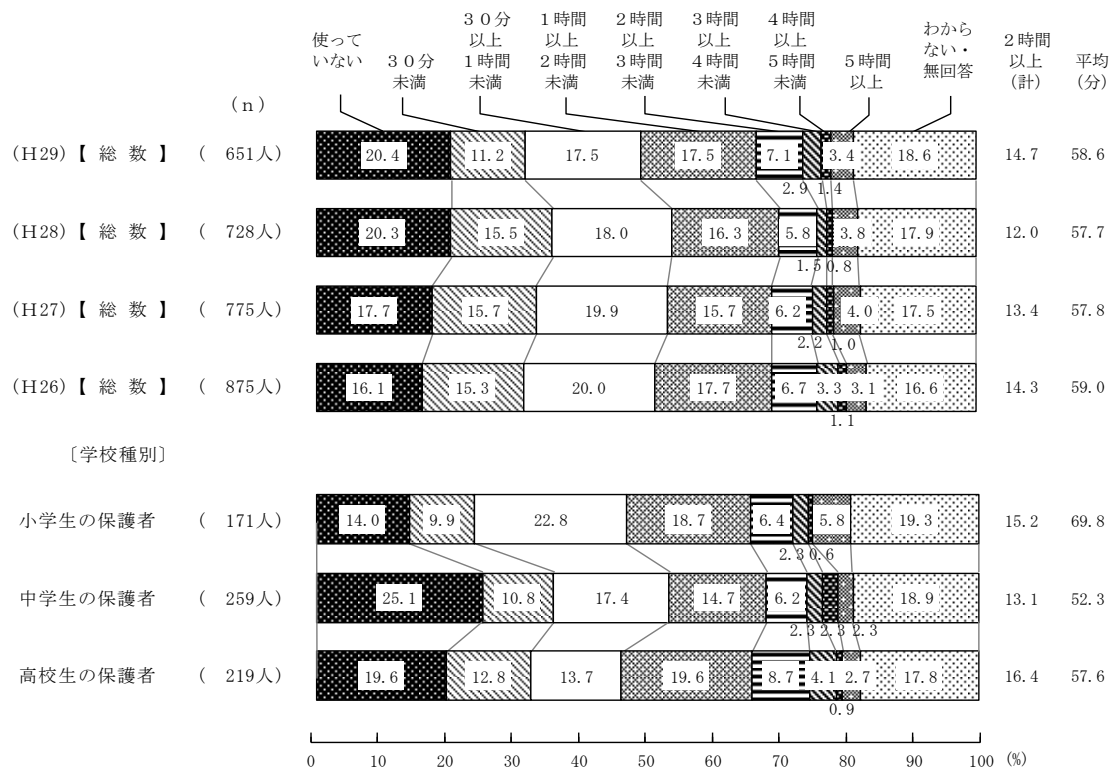 使って
いない
３０分
未満
３０分
以上
１時間
未満
１時間
以上
２時間
未満
２時間
以上
３時間
未満
３時間
以上
４時間
未満
４時間
以上
５時間
未満
５時間
以上
わから
ない・
無回答
２時間
以上
(計)
平均
(分)
(ｎ)
(H29)【 総 数 】 ( 651人) 20.4 11.2 17.5 17.5 7.1 3.4 18.6 14.7 58.6
2.9 1.4
(H28)【 総 数 】 ( 728人) 20.3 15.5 18.0 16.3 5.8 3.8 17.9 12.0 57.7
1.5 0.8
(H27)【 総 数 】 ( 775人) 17.7 15.7 19.9 15.7 6.2 4.0 17.5 13.4 57.8
2.2 1.0
(H26)【 総 数 】 ( 875人) 16.1 15.3 20.0 17.7 6.7 3.3 3.1 16.6 14.3 59.0
1.1
〔学校種別〕
小学生の保護者 ( 171人) 14.0 9.9 22.8 18.7 6.4 5.8 19.3 15.2 69.8
2.3 0.6
中学生の保護者 ( 259人) 25.1 10.8 17.4 14.7 6.2 18.9 13.1 52.3
2.3 2.3 2.3
高校生の保護者 ( 219人) 19.6 12.8 13.7 19.6 8.7 4.1 2.7 17.8 16.4 57.6
0.9
0 10 20 30 40 50 60 70 80 90 100 (%)